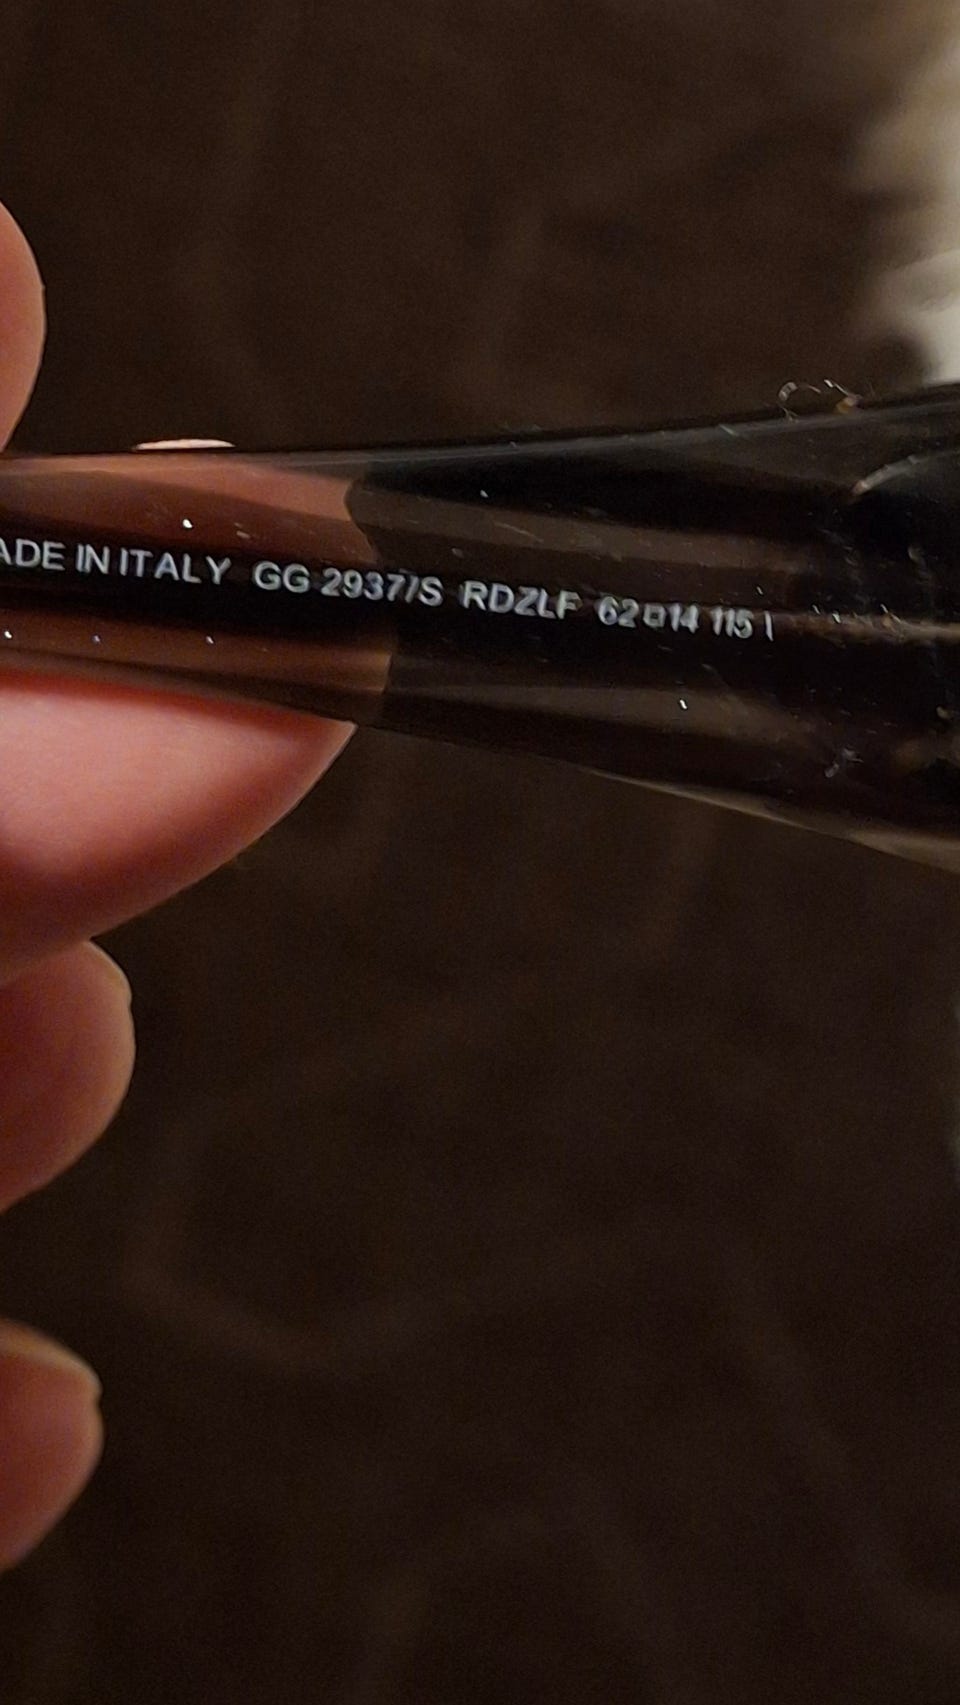 ADE IN ITALY GG 2937/S RDZLF 62□14 115 I